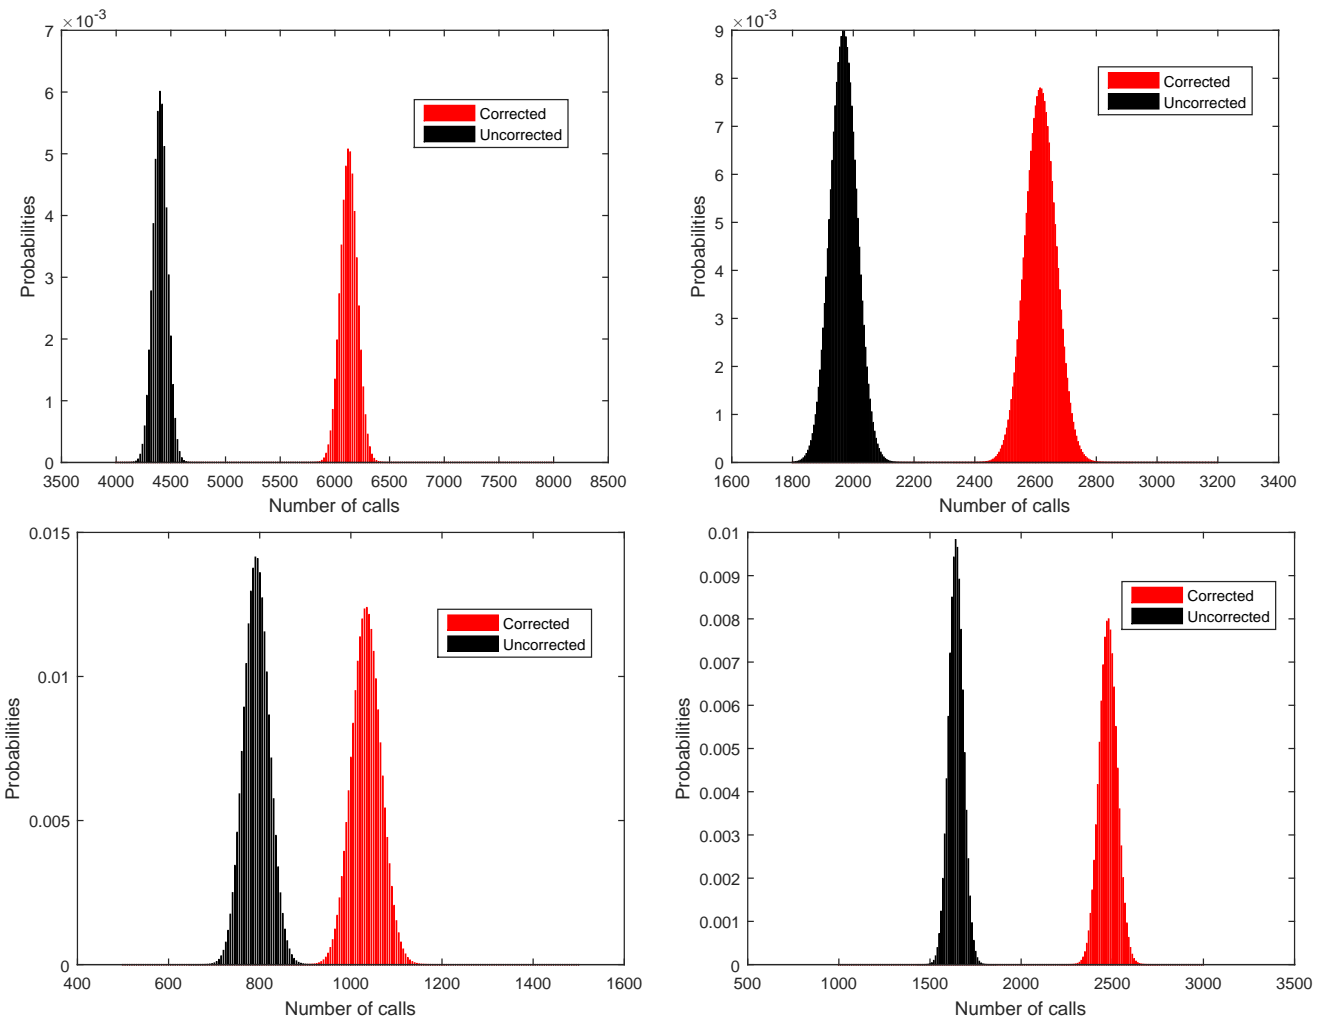 ×10⁻³
7
6
5
4
3
2
1
0
Probabilities
3500 4000 4500 5000 5500 6000 6500 7000 7500 8000 8500
Number of calls
Corrected
Uncorrected
×10⁻³
9
8
7
6
5
4
3
2
1
0
Probabilities
1600 1800 2000 2200 2400 2600 2800 3000 3200 3400
Number of calls
Corrected
Uncorrected
0.015
0.01
0.005
0
Probabilities
400 600 800 1000 1200 1400 1600
Number of calls
Corrected
Uncorrected
0.01
0.009
0.008
0.007
0.006
0.005
0.004
0.003
0.002
0.001
0
Probabilities
500 1000 1500 2000 2500 3000 3500
Number of calls
Corrected
Uncorrected